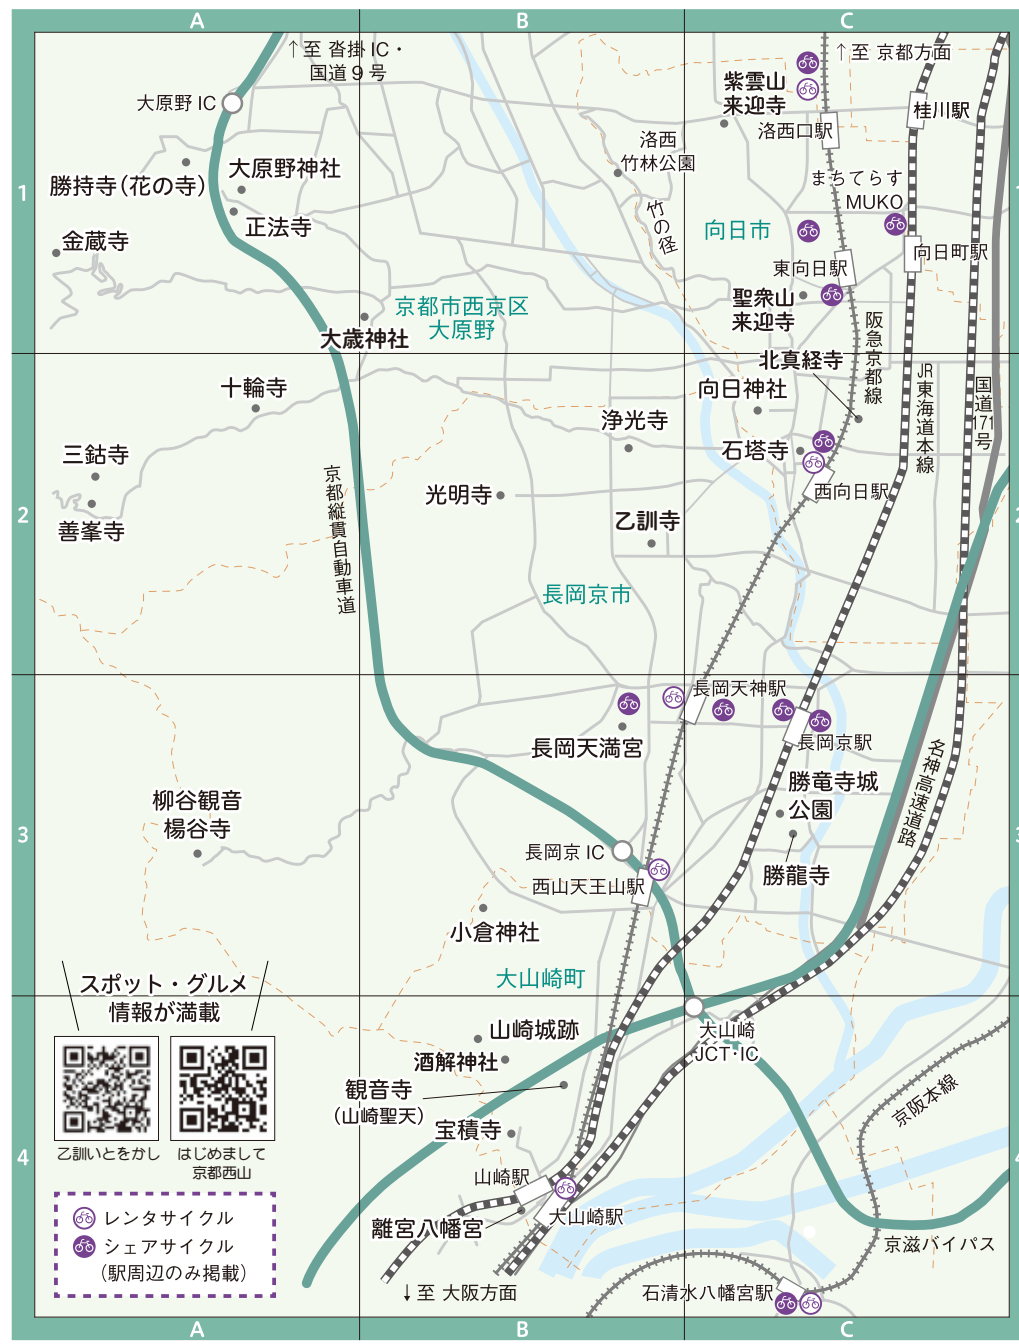 A
B
C
↑至 沓掛IC・
国道9号
↑至 京都方面
大原野IC
紫雲山
来迎寺
洛西口駅
桂川駅
洛西
竹林公園
大原野神社
勝持寺(花の寺)
正法寺
金蔵寺
竹の径
まちてらす
MUKO
向日市
向日町駅
東向日駅
聖衆山
来迎寺
京都市西京区
大原野
大歳神社
阪急京都線
北真経寺
JR東海道本線
国道171号
1
1
十輪寺
向日神社
浄光寺
石塔寺
三鈷寺
善峯寺
光明寺
西向日駅
乙訓寺
京都縦貫自動車道
長岡京市
2
2
長岡天神駅
長岡天満宮
長岡京駅
名神高速道路
勝竜寺城
公園
柳谷観音
楊谷寺
長岡京IC
勝龍寺
西山天王山駅
小倉神社
大山崎町
3
3
スポット・グルメ
情報が満載
山崎城跡
大山崎
JCT・IC
酒解神社
観音寺
(山崎聖天)
京阪本線
宝積寺
乙訓いとをかし
はじめまして
京都西山
山崎駅
大山崎駅
離宮八幡宮
京滋バイパス
レンタサイクル
シェアサイクル
(駅周辺のみ掲載)
↓至 大阪方面
石清水八幡宮駅
4
4
A
B
C